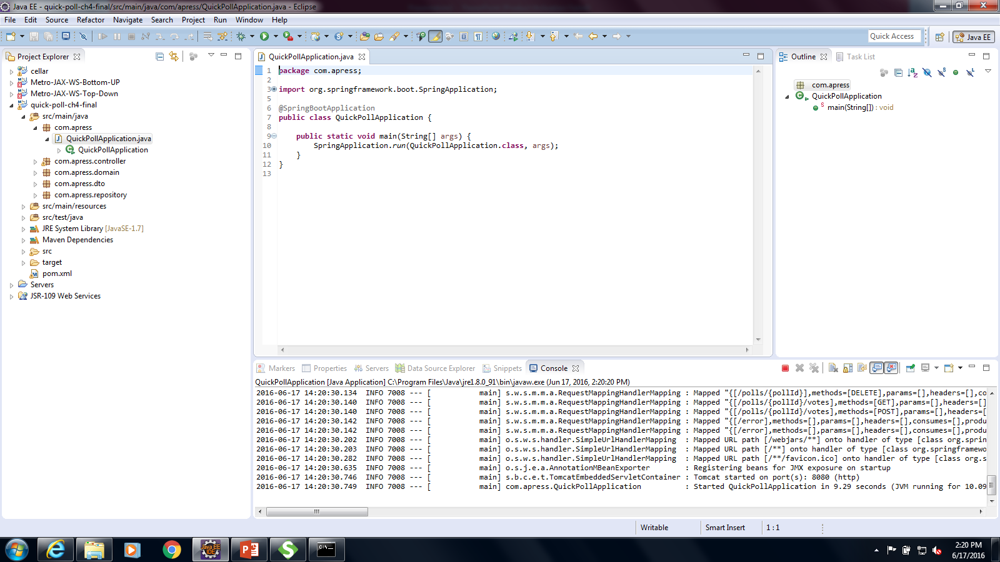 Java EE - quick-poll-ch4-final/src/main/java/com/apress/QuickPollApplication.java - Eclipse
File Edit Source Refactor Navigate Search Project Run Window Help
Quick Access
Java EE
Project Explorer
cellar
Metro-JAX-WS-Bottom-UP
Metro-JAX-WS-Top-Down
quick-poll-ch4-final
src/main/java
com.apress
QuickPollApplication.java
QuickPollApplication
com.apress.controller
com.apress.domain
com.apress.dto
com.apress.repository
src/main/resources
src/test/java
JRE System Library [JavaSE-1.7]
Maven Dependencies
src
target
pom.xml
Servers
JSR-109 Web Services
QuickPollApplication.java
1 package com.apress;
2
3 import org.springframework.boot.SpringApplication;
5
6 @SpringBootApplication
7 public class QuickPollApplication {
8
9 public static void main(String[] args) {
10 SpringApplication.run(QuickPollApplication.class, args);
11 }
12 }
13
Outline Task List
com.apress
QuickPollApplication
main(String[]) : void
Markers Properties Servers Data Source Explorer Snippets Console
QuickPollApplication [Java Application] C:\Program Files\Java\jre1.8.0_91\bin\javaw.exe (Jun 17, 2016, 2:20:20 PM)
2016-06-17 14:20:30.134 INFO 7008 --- [ main] s.w.s.m.m.a.RequestMappingHandlerMapping : Mapped "{[/polls/{pollId}],methods=[DELETE],params=[],headers=[],co
2016-06-17 14:20:30.140 INFO 7008 --- [ main] s.w.s.m.m.a.RequestMappingHandlerMapping : Mapped "{[/polls/{pollId}/votes],methods=[GET],params=[],headers=[]
2016-06-17 14:20:30.140 INFO 7008 --- [ main] s.w.s.m.m.a.RequestMappingHandlerMapping : Mapped "{[/polls/{pollId}/votes],methods=[POST],params=[],headers=[
2016-06-17 14:20:30.142 INFO 7008 --- [ main] s.w.s.m.m.a.RequestMappingHandlerMapping : Mapped "{[/error],methods=[],params=[],headers=[],consumes=[],produ
2016-06-17 14:20:30.142 INFO 7008 --- [ main] s.w.s.m.m.a.RequestMappingHandlerMapping : Mapped "{[/error],methods=[],params=[],headers=[],consumes=[],produ
2016-06-17 14:20:30.202 INFO 7008 --- [ main] o.s.w.s.handler.SimpleUrlHandlerMapping : Mapped URL path [/webjars/**] onto handler of type [class org.sprin
2016-06-17 14:20:30.203 INFO 7008 --- [ main] o.s.w.s.handler.SimpleUrlHandlerMapping : Mapped URL path [/**] onto handler of type [class org.springframewo
2016-06-17 14:20:30.282 INFO 7008 --- [ main] o.s.w.s.handler.SimpleUrlHandlerMapping : Mapped URL path [/**/favicon.ico] onto handler of type [class org.s
2016-06-17 14:20:30.635 INFO 7008 --- [ main] o.s.j.e.a.AnnotationMBeanExporter : Registering beans for JMX exposure on startup
2016-06-17 14:20:30.746 INFO 7008 --- [ main] s.b.c.e.t.TomcatEmbeddedServletContainer : Tomcat started on port(s): 8080 (http)
2016-06-17 14:20:30.749 INFO 7008 --- [ main] com.apress.QuickPollApplication : Started QuickPollApplication in 9.29 seconds (JVM running for 10.09
Writable Smart Insert 1 : 1
2:20 PM
6/17/2016